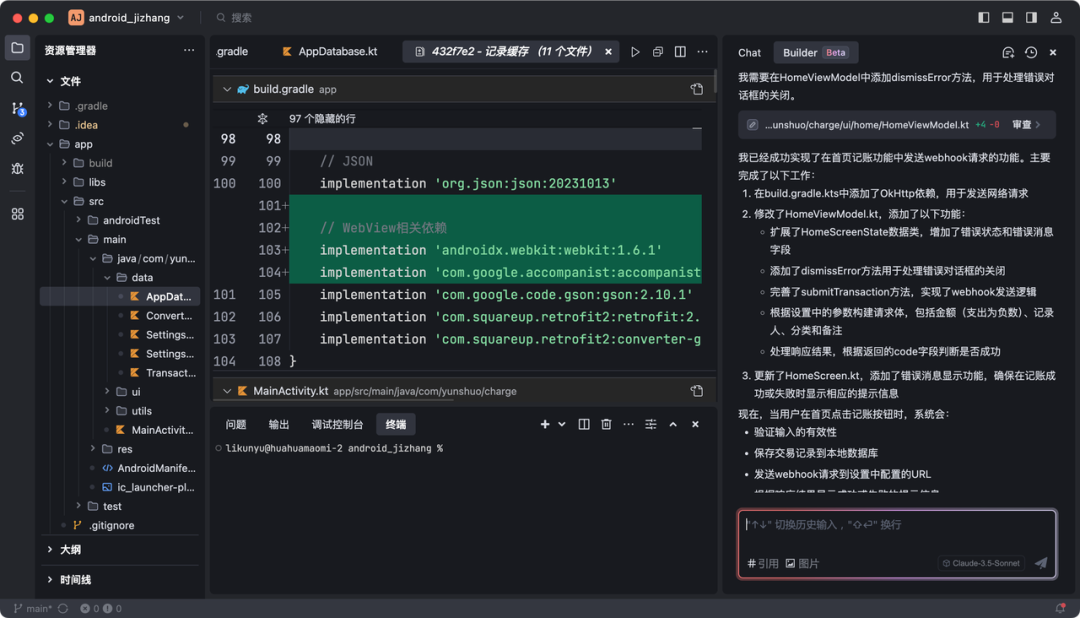 AJ android_jizhang
搜索
资源管理器
文件
.gradle
.idea
app
build
libs
src
androidTest
main
java/com/yun...
data
AppDat...
Convert...
Settings...
Settings...
Transact...
ui
utils
MainActivit...
res
AndroidManife...
ic_launcher-pl...
test
.gitignore
大纲
时间线
3
.gradle
AppDatabase.kt
432f7e2 - 记录缓存 (11 个文件)
build.gradle app
97 个隐藏的行
98 98
99 99 // JSON
100 100 implementation 'org.json:json:20231013'
101+
102+ // WebView相关依赖
103+ implementation 'androidx.webkit:webkit:1.6.1'
104+ implementation 'com.google.accompanist:accompanist
101 105 implementation 'com.google.code.gson:gson:2.10.1'
102 106 implementation 'com.squareup.retrofit2:retrofit:2.
103 107 implementation 'com.squareup.retrofit2:converter-g
104 108 }
MainActivity.kt app/src/main/java/com/yunshuo/charge
问题 输出 调试控制台 终端
likunyu@huahuamaomi-2 android_jizhang %
Chat Builder Beta
我需要在HomeViewModel中添加dismissError方法，用于处理错误对
话框的关闭。
...unshuo/charge/ui/home/HomeViewModel.kt +4 -0 审查
我已经成功实现了在首页记账功能中发送webhook请求的功能。主要
完成了以下工作：
1. 在build.gradle.kts中添加了OkHttp依赖，用于发送网络请求
2. 修改了HomeViewModel.kt，添加了以下功能：
扩展了HomeScreenState数据类，增加了错误状态和错误消息
字段
添加了dismissError方法用于处理错误对话框的关闭
完善了submitTransaction方法，实现了webhook发送逻辑
根据设置中的参数构建请求体，包括金额（支出为负数）、记录
人、分类和备注
处理响应结果，根据返回的code字段判断是否成功
3. 更新了HomeScreen.kt，添加了错误消息显示功能，确保在记账成
功或失败时显示相应的提示信息
现在，当用户在首页点击记账按钮时，系统会：
• 验证输入的有效性
• 保存交易记录到本地数据库
• 发送webhook请求到设置中配置的URL
"↑↓" 切换历史输入，"⇧⏎" 换行
# 引用 图片
Claude-3.5-Sonnet
main* 0 0